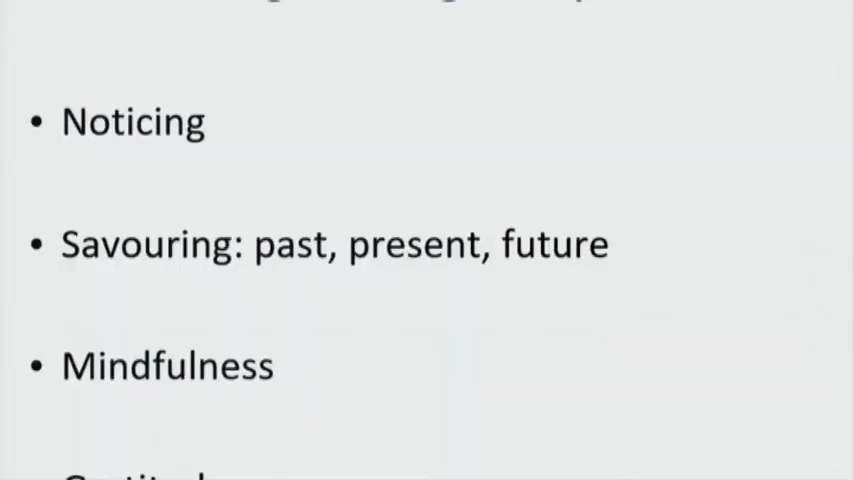 • Noticing
• Savouring: past, present, future
• Mindfulness